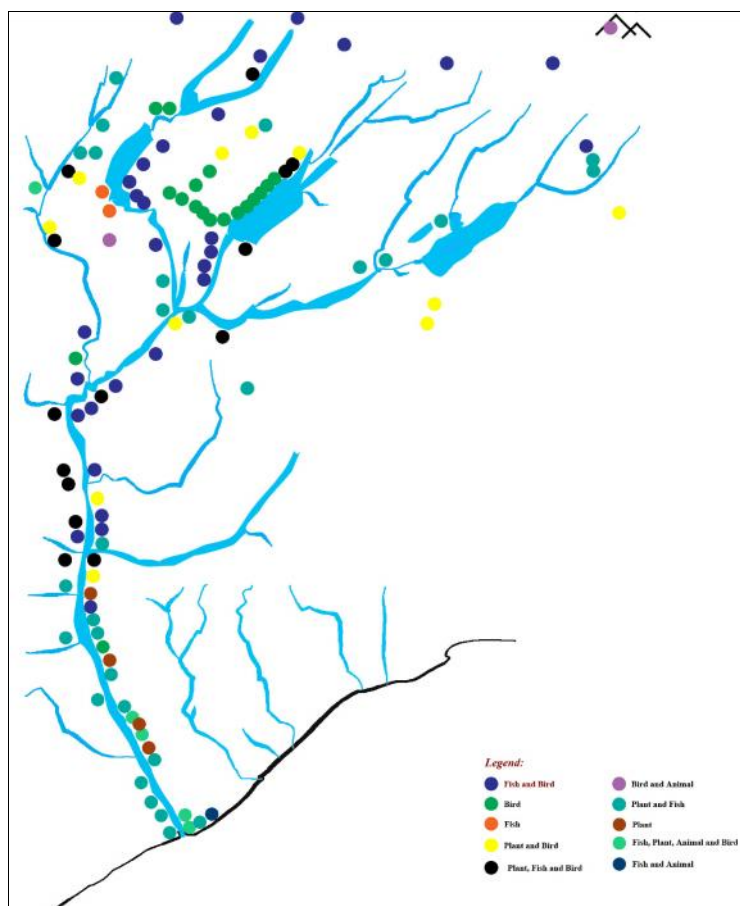 Legend:
Fish and Bird
Bird
Fish
Plant and Bird
Plant, Fish and Bird
Bird and Animal
Plant and Fish
Plant
Fish, Plant, Animal and Bird
Fish and Animal